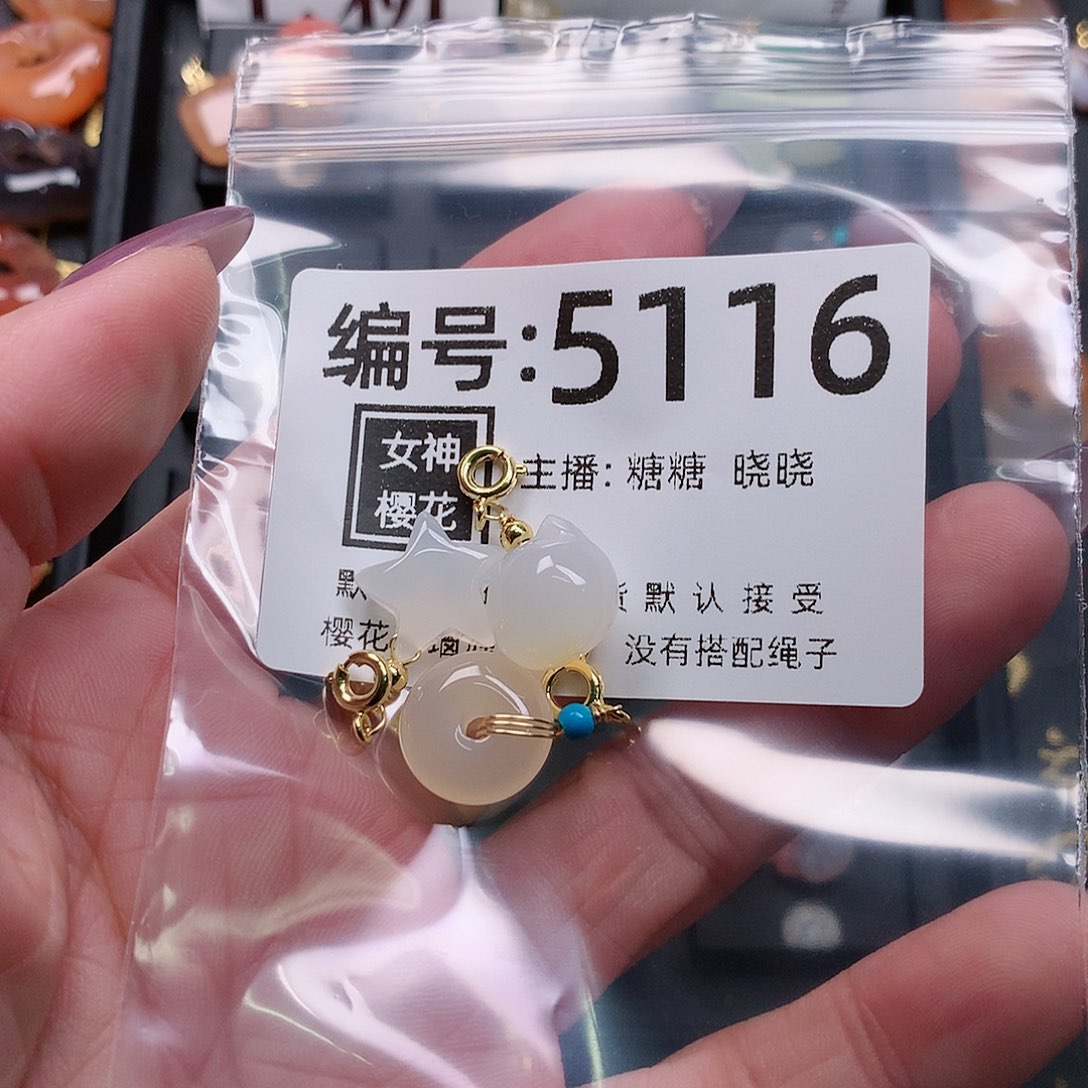 编号:5116
女神
樱花
主播: 糖糖 晓晓
默
默认接受
樱花
没有搭配绳子